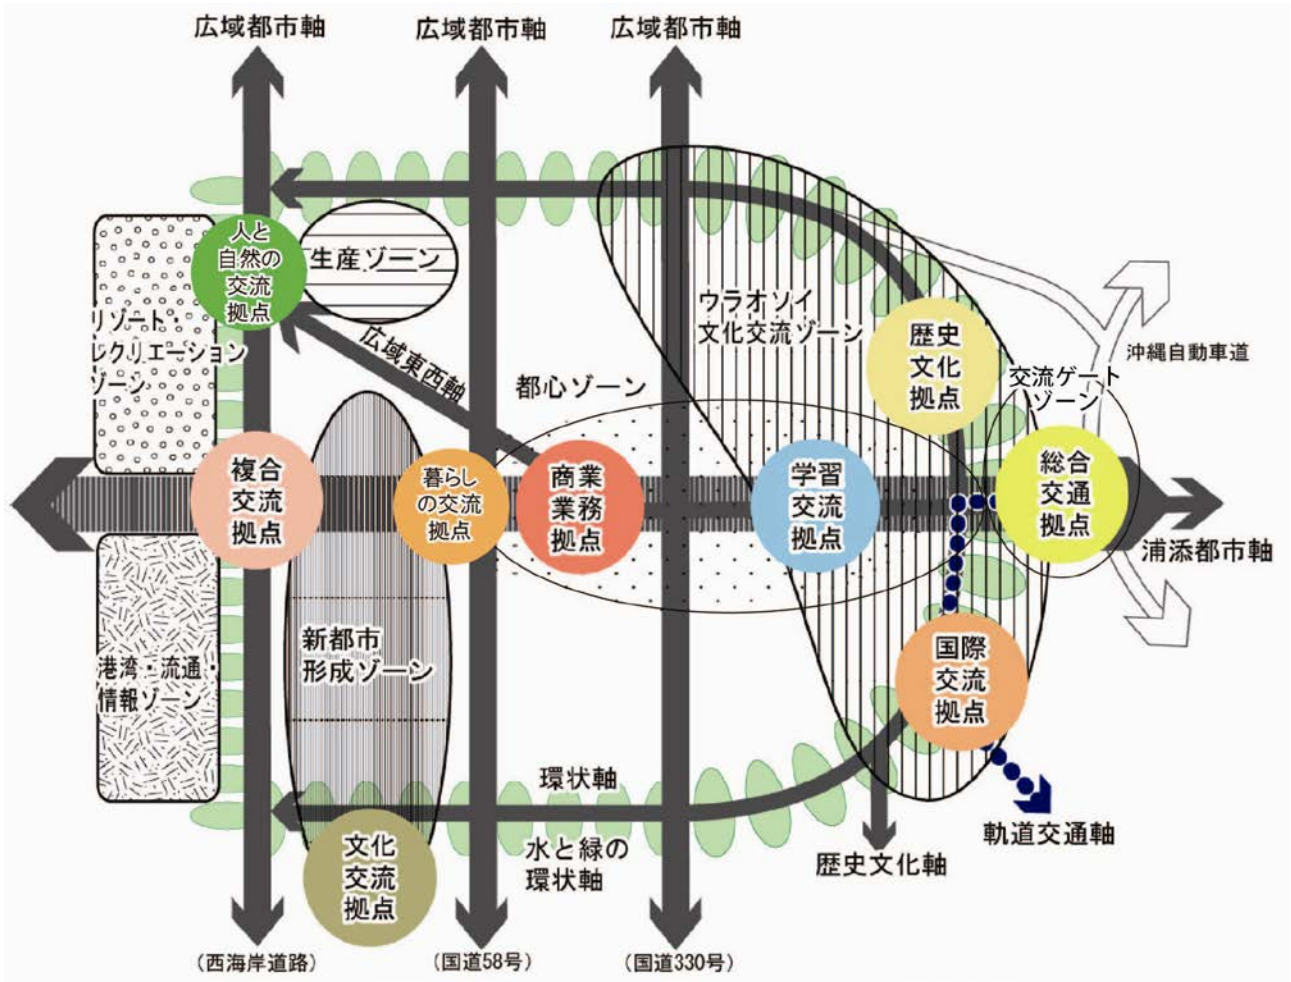 広域都市軸
広域都市軸
広域都市軸
人と
自然の
交流
拠点
生産ゾーン
リゾート・
レクリエーション
ゾーン
広域東西軸
都心ゾーン
ウラオソイ
文化交流ゾーン
歴史
文化
拠点
交流ゲート
ゾーン
沖縄自動車道
複合
交流
拠点
暮らし
の交流
拠点
商業
業務
拠点
学習
交流
拠点
総合
交通
拠点
浦添都市軸
港湾・流通・
情報ゾーン
新都市
形成ゾーン
国際
交流
拠点
環状軸
水と緑の
環状軸
文化
交流
拠点
歴史文化軸
軌道交通軸
(西海岸道路)
(国道58号)
(国道330号)